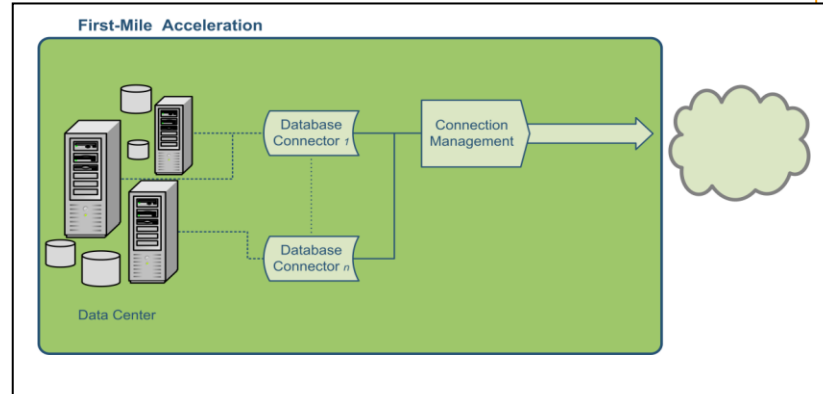 First-Mile Acceleration
Database
Connector 1
Connection
Management
Database
Connector n
Data Center